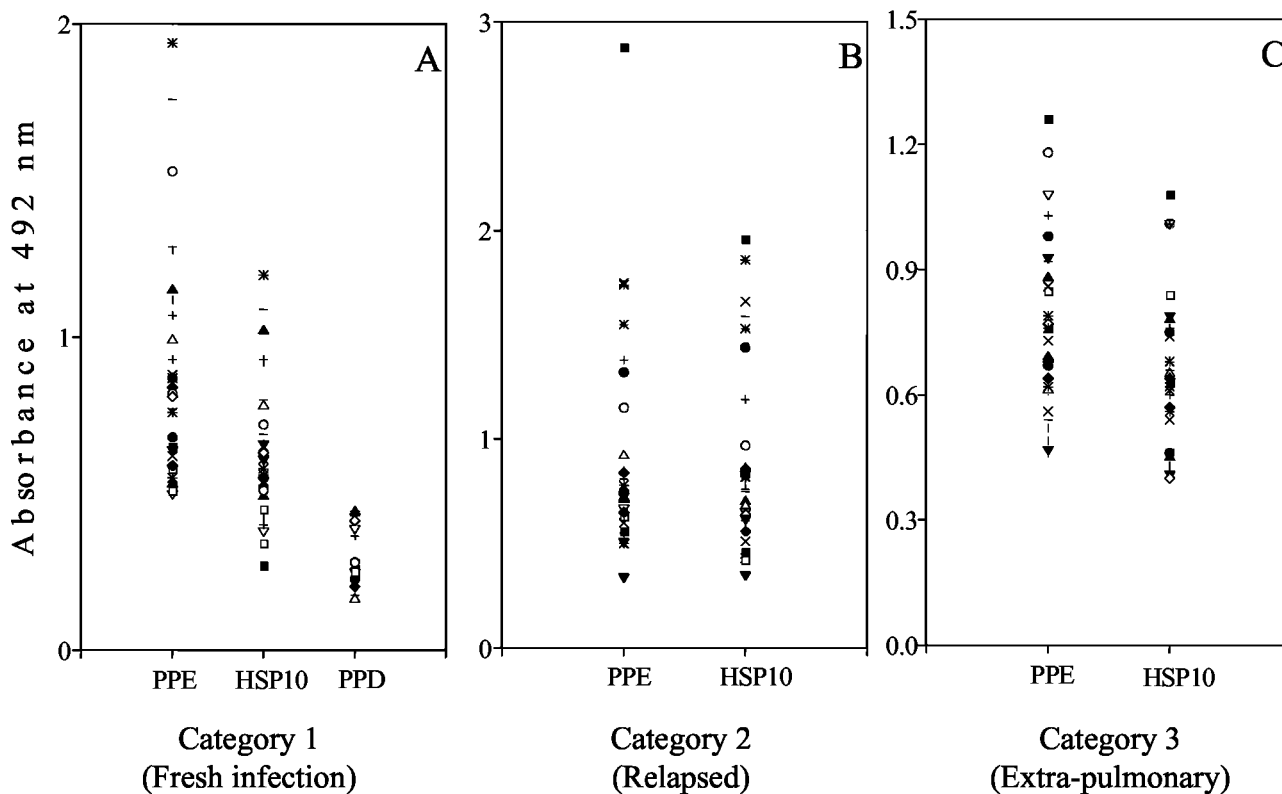 Absorbance at 492 nm
2
1
0
A
PPE HSP10 PPD
Category 1
(Fresh infection)
3
2
1
0
B
PPE HSP10
Category 2
(Relapsed)
1.5
1.2
0.9
0.6
0.3
0.0
C
PPE HSP10
Category 3
(Extra-pulmonary)